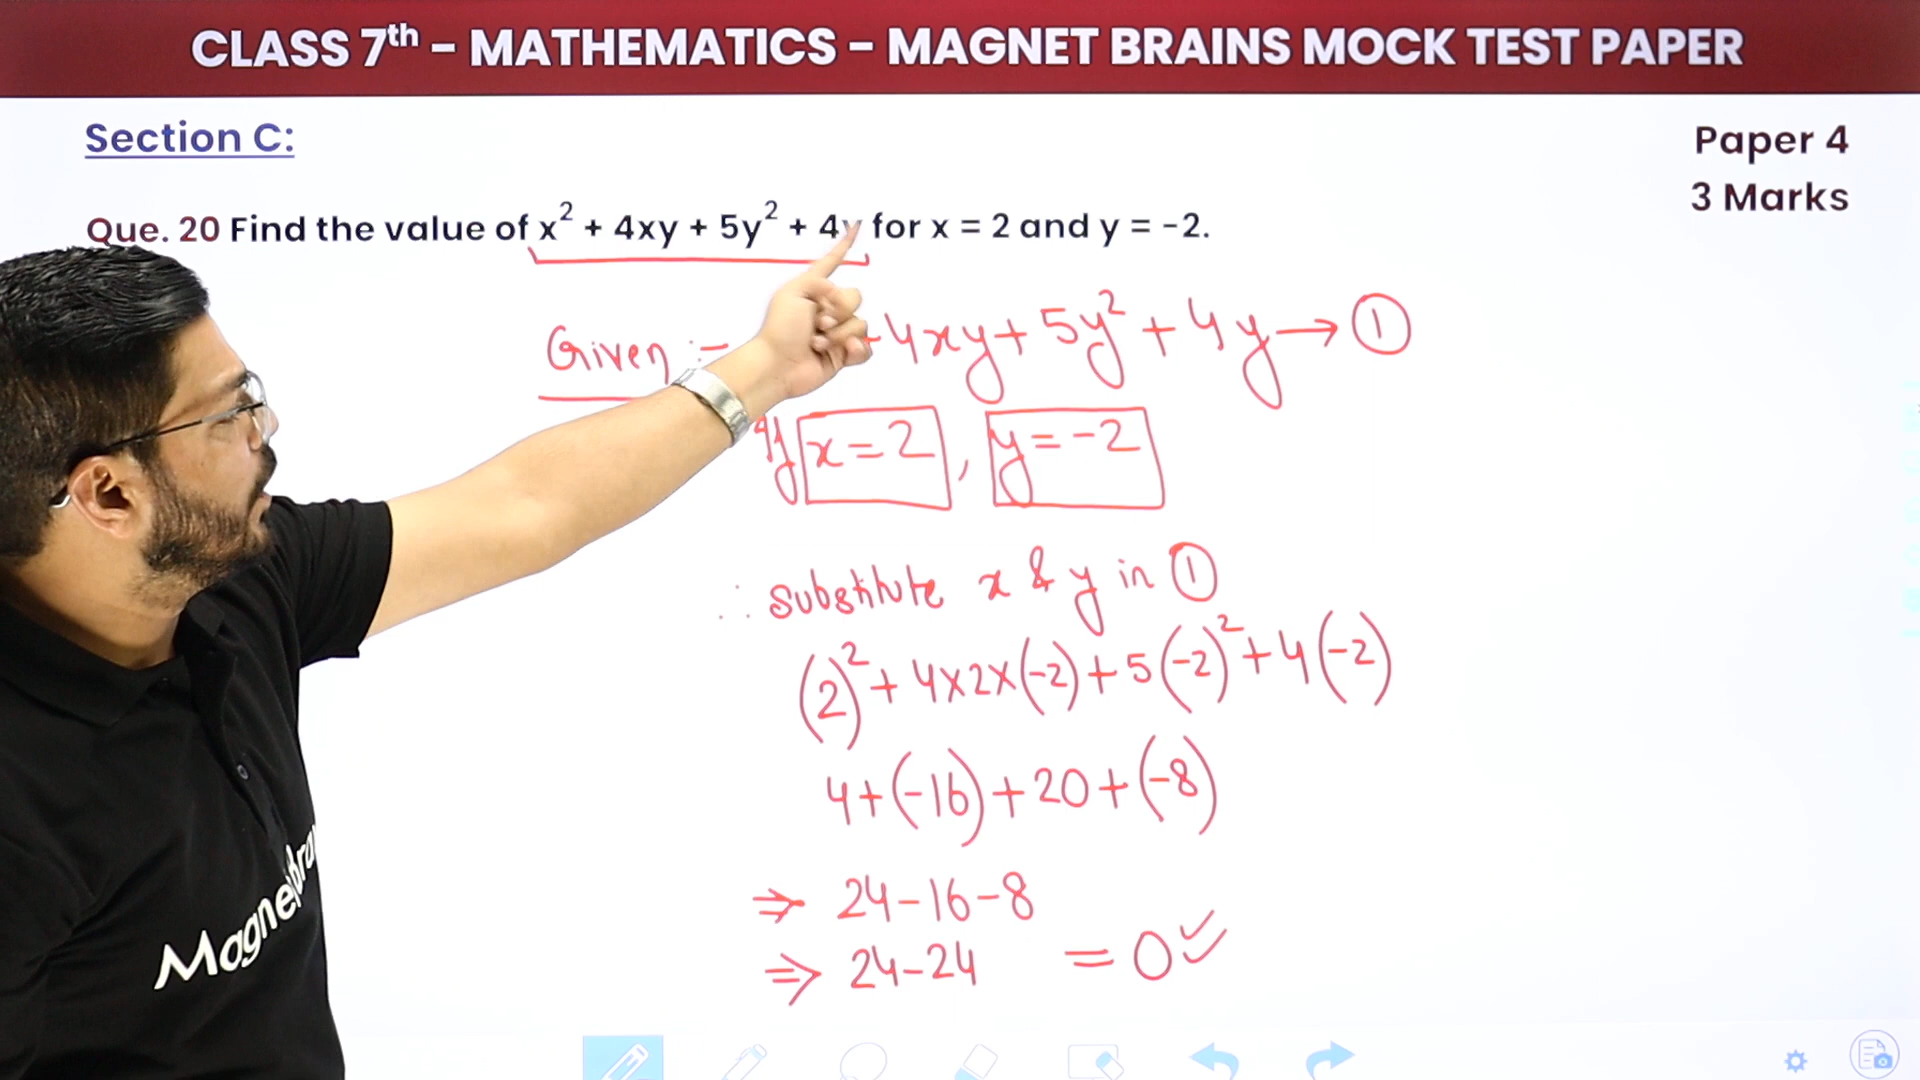 CLASS 7th – MATHEMATICS – MAGNET BRAINS MOCK TEST PAPER
Section C:
Paper 4
3 Marks
Que. 20 Find the value of x² + 4xy + 5y² + 4y for x = 2 and y = -2.
Given :- 4xy + 5y² + 4y → ①
If x = 2 , y = -2
∴ substitute x & y in ①
(2)² + 4×2×(-2) + 5(-2)² + 4(-2)
4 + (-16) + 20 + (-8)
⇒ 24 - 16 - 8
⇒ 24 - 24 = 0
Magnet